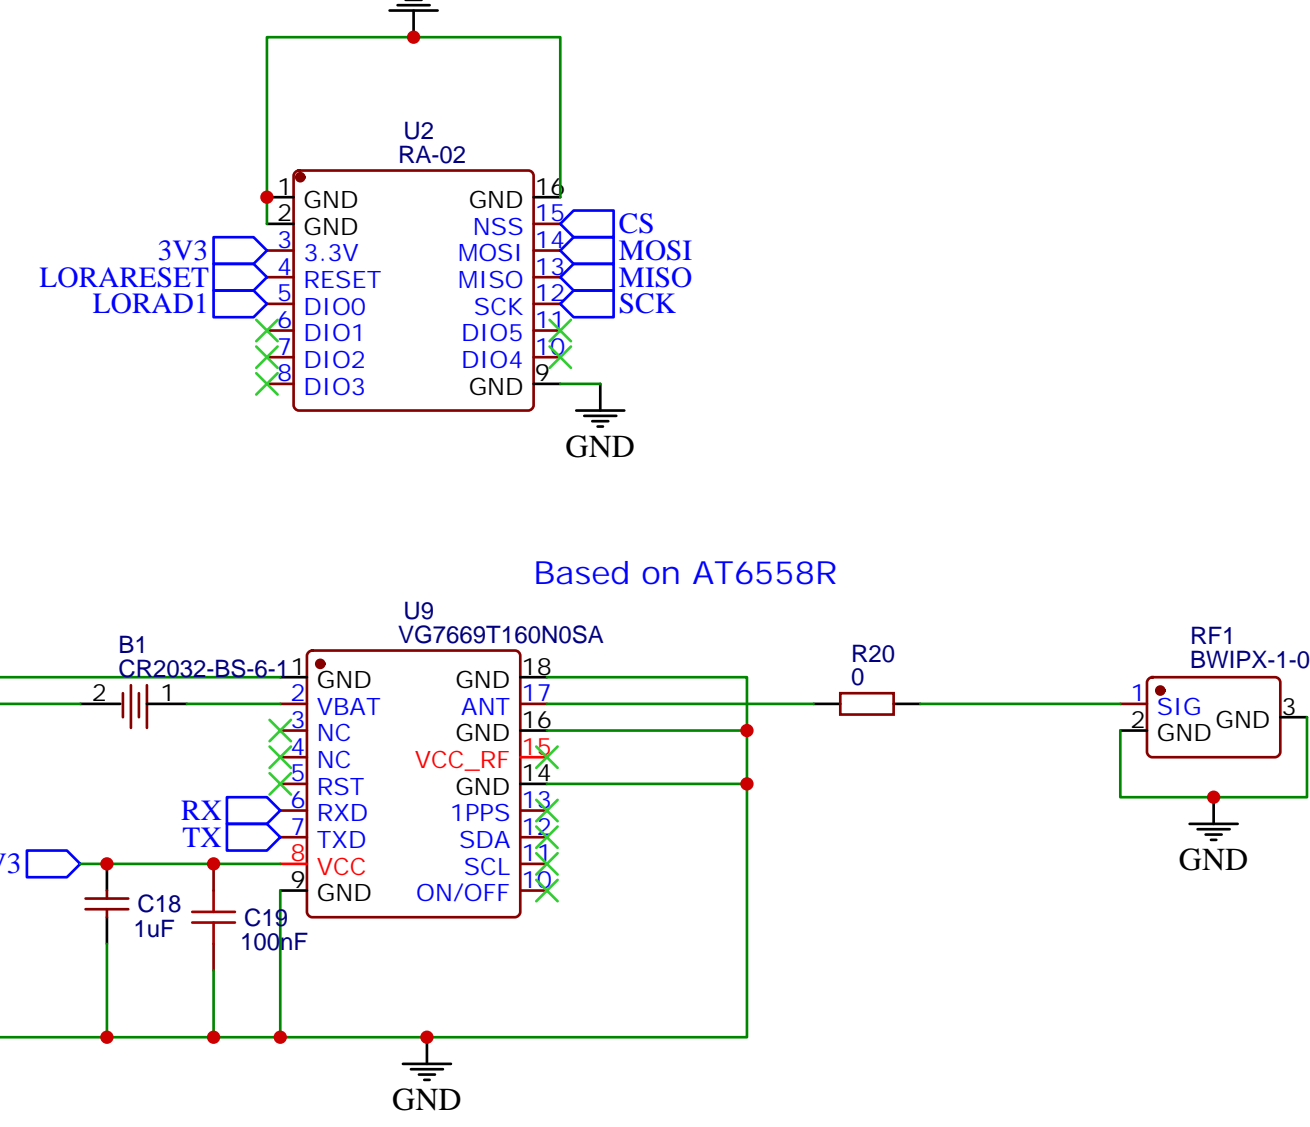 U2
RA-02
1 GND GND 16
2 GND NSS 15 CS
3V3 3 3.3V MOSI 14 MOSI
LORARESET 4 RESET MISO 13 MISO
LORAD1 5 DIO0 SCK 12 SCK
6 DIO1 DIO5 11
7 DIO2 DIO4 10
8 DIO3 GND 9
GND
Based on AT6558R
U9
VG7669T160N0SA
B1
CR2032-BS-6-1
2 1
R20
0
RF1
BWIPX-1-0
1 GND GND 18
2 VBAT ANT 17
3 NC GND 16
4 NC VCC_RF 15
5 RST GND 14
RX 6 RXD 1PPS 13
TX 7 TXD SDA 12
V3 8 VCC SCL 11
9 GND ON/OFF 10
1 SIG
2 GND GND 3
GND
C18
1uF
C19
100nF
GND